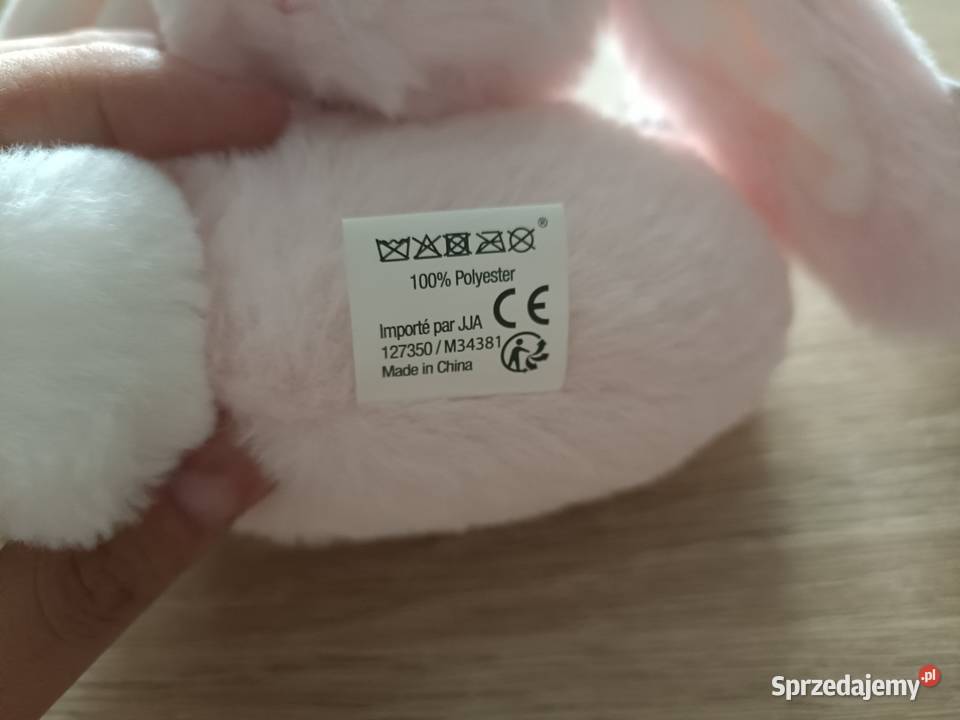 ®
100% Polyester
CE
Importé par JJA
127350 / M34381
Made in China
Sprzedajemy.pl